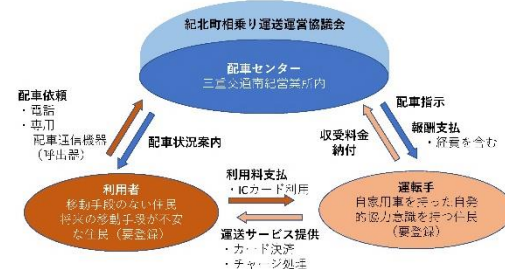 紀北町相乗り運送運営協議会
配車センター
三重交通南紀営業所内
配車依頼
・電話
・専用
配車通信機器
(呼出器)
配車状況案内
収受料金
納付
配車指示
報酬支払
・経費を含む
利用者
移動手段のない住民
将来の移動手段が不安
な住民(要登録)
利用料支払
・ICカード利用
運送サービス提供
・カード決済
・チャージ処理
運転手
自家用車を持った自発
的協力意識を持つ住民
(要登録)